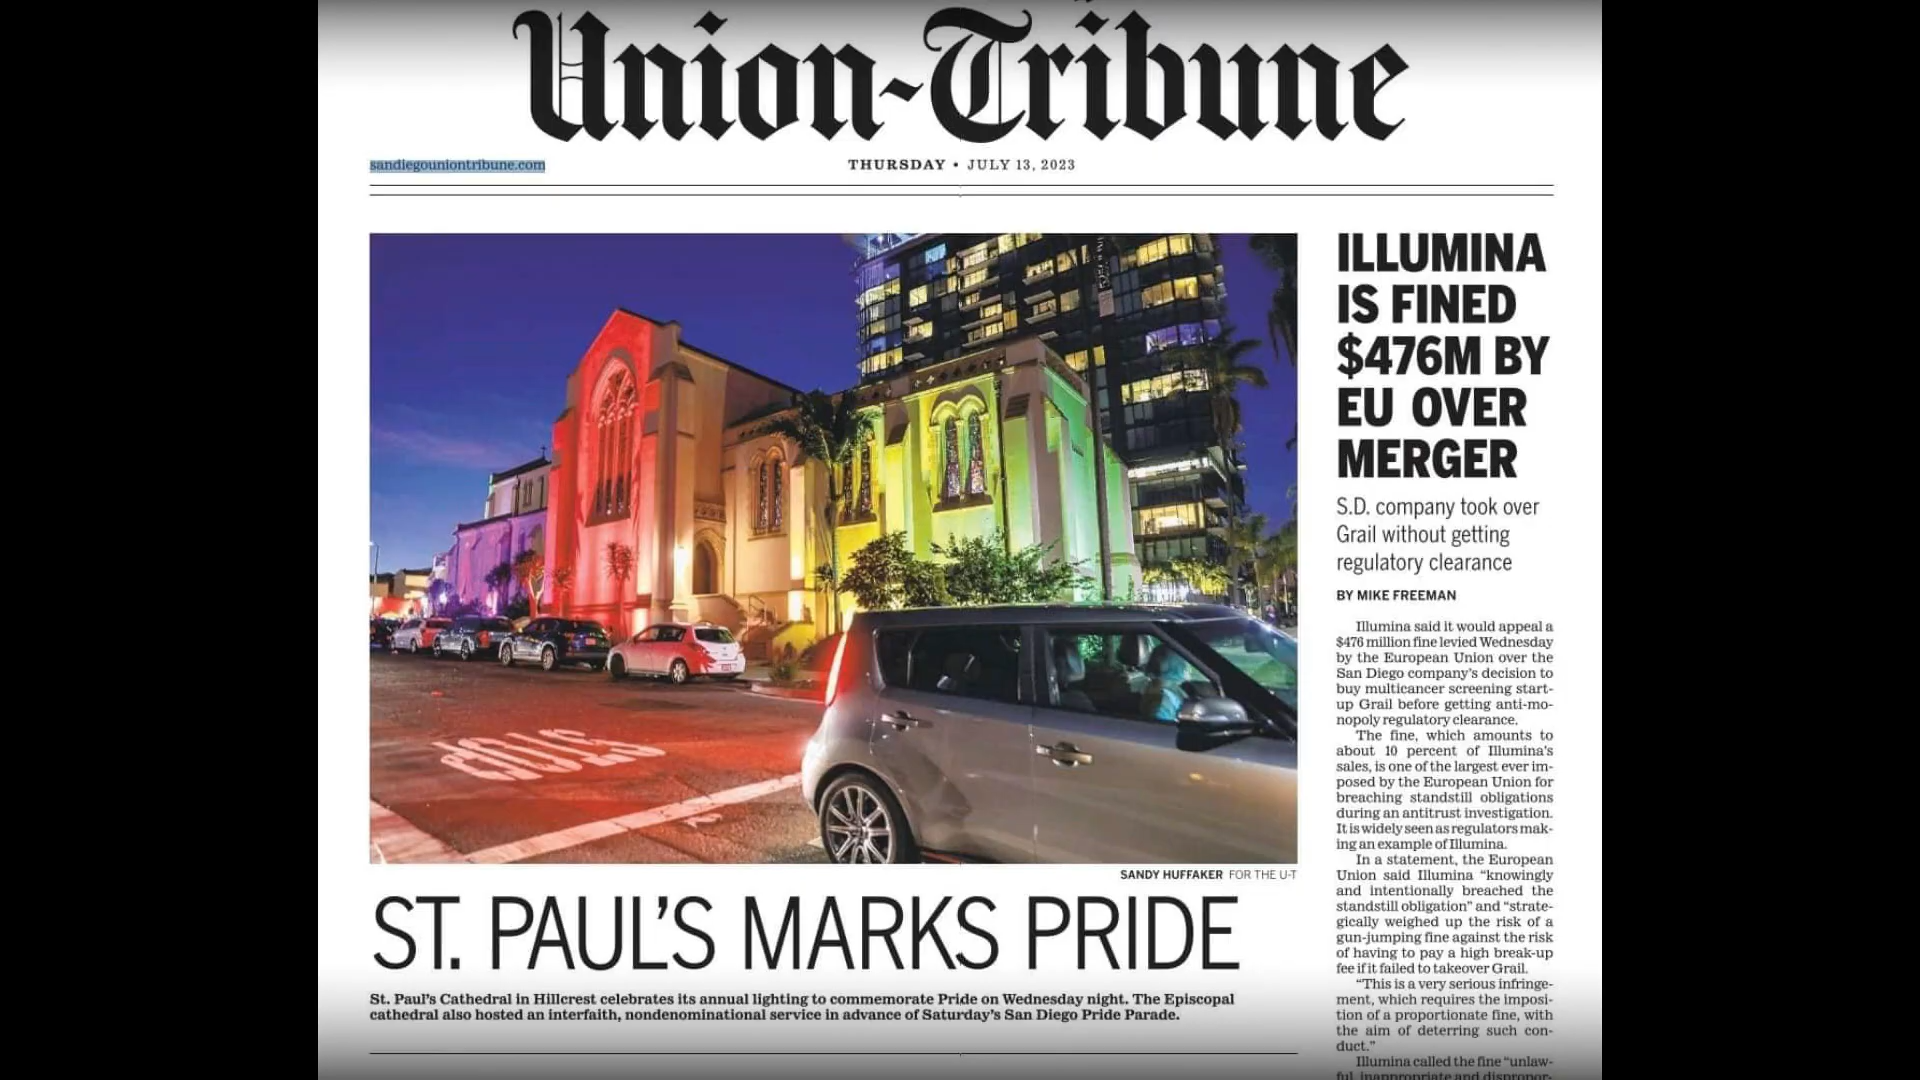 Union-Tribune
sandiegouniontribune.com
THURSDAY • JULY 13, 2023
STOP
SANDY HUFFAKER FOR THE U-T
ST. PAUL'S MARKS PRIDE
St. Paul's Cathedral in Hillcrest celebrates its annual lighting to commemorate Pride on Wednesday night. The Episcopal
cathedral also hosted an interfaith, nondenominational service in advance of Saturday's San Diego Pride Parade.
ILLUMINA
IS FINED
$476M BY
EU OVER
MERGER
S.D. company took over
Grail without getting
regulatory clearance
BY MIKE FREEMAN
Illumina said it would appeal a
$476 million fine levied Wednesday
by the European Union over the
San Diego company's decision to
buy multicancer screening start-
up Grail before getting anti-mo-
nopoly regulatory clearance.
The fine, which amounts to
about 10 percent of Illumina's
sales, is one of the largest ever im-
posed by the European Union for
breaching standstill obligations
during an antitrust investigation.
It is widely seen as regulators mak-
ing an example of Illumina.
In a statement, the European
Union said Illumina “knowingly
and intentionally breached the
standstill obligation” and “strate-
gically weighed up the risk of a
gun-jumping fine against the risk
of having to pay a high break-up
fee if it failed to takeover Grail.
“This is a very serious infringe-
ment, which requires the imposi-
tion of a proportionate fine, with
the aim of deterring such con-
duct.”
Illumina called the fine “unlaw-
ful, inappropriate and dispropor-